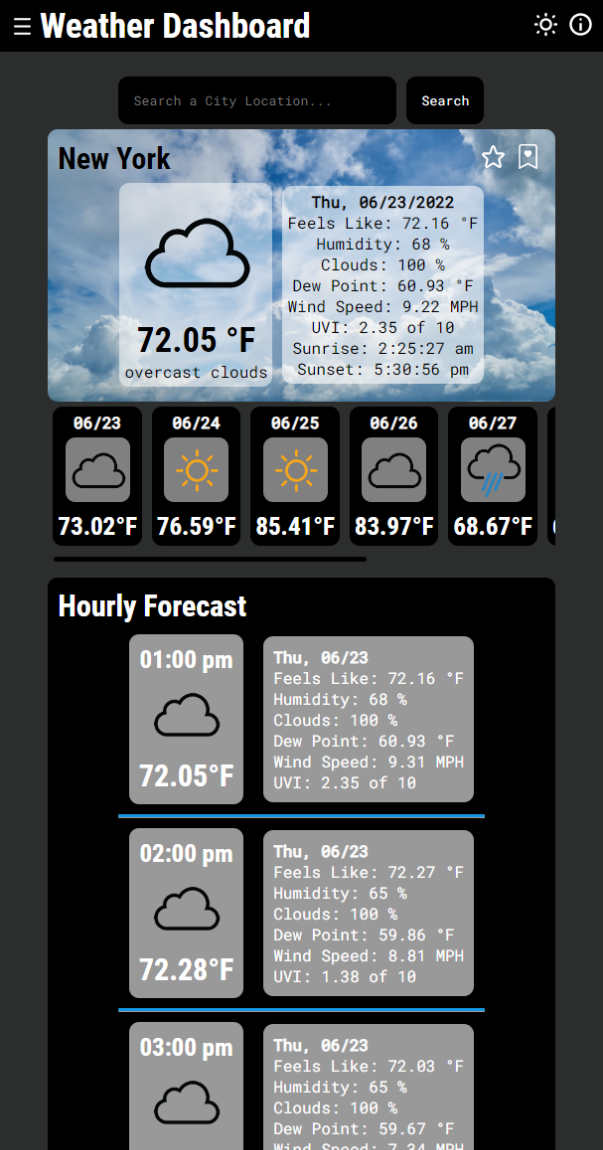 Weather Dashboard
Search a City Location...
Search
New York
72.05 °F
overcast clouds
Thu, 06/23/2022
Feels Like: 72.16 °F
Humidity: 68 %
Clouds: 100 %
Dew Point: 60.93 °F
Wind Speed: 9.22 MPH
UVI: 2.35 of 10
Sunrise: 2:25:27 am
Sunset: 5:30:56 pm
06/23
73.02°F
06/24
76.59°F
06/25
85.41°F
06/26
83.97°F
06/27
68.67°F
Hourly Forecast
01:00 pm
72.05°F
Thu, 06/23
Feels Like: 72.16 °F
Humidity: 68 %
Clouds: 100 %
Dew Point: 60.93 °F
Wind Speed: 9.31 MPH
UVI: 2.35 of 10
02:00 pm
72.28°F
Thu, 06/23
Feels Like: 72.27 °F
Humidity: 65 %
Clouds: 100 %
Dew Point: 59.86 °F
Wind Speed: 8.81 MPH
UVI: 1.38 of 10
03:00 pm
Thu, 06/23
Feels Like: 72.03 °F
Humidity: 65 %
Clouds: 100 %
Dew Point: 59.67 °F
Wind Speed: 7.34 MPH